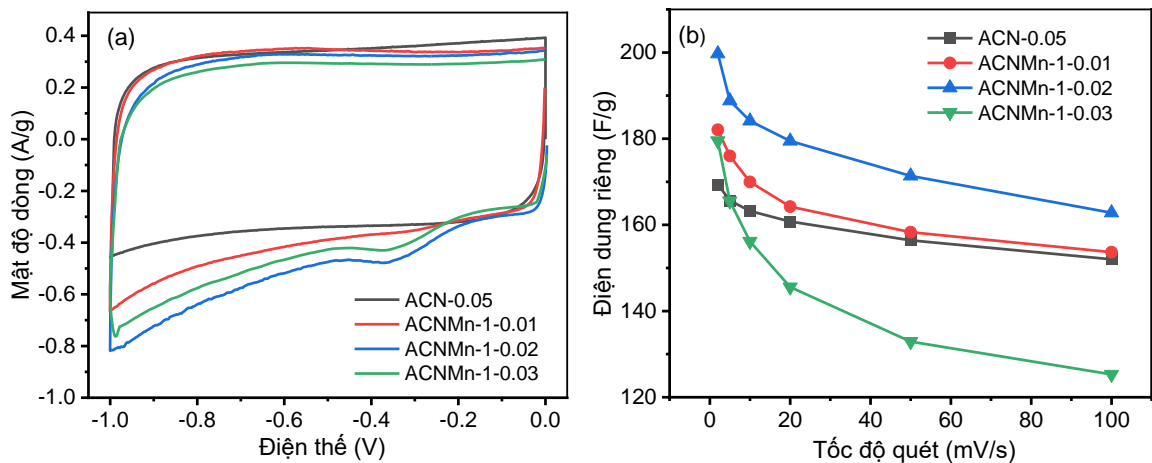 (a)
Mật độ dòng (A/g)
0.4
0.2
0.0
-0.2
-0.4
-0.6
-0.8
-1.0
ACN-0.05
ACNMn-1-0.01
ACNMn-1-0.02
ACNMn-1-0.03
-1.0 -0.8 -0.6 -0.4 -0.2 0.0
Điện thế (V)
(b)
Điện dung riêng (F/g)
200
180
160
140
120
ACN-0.05
ACNMn-1-0.01
ACNMn-1-0.02
ACNMn-1-0.03
0 20 40 60 80 100
Tốc độ quét (mV/s)